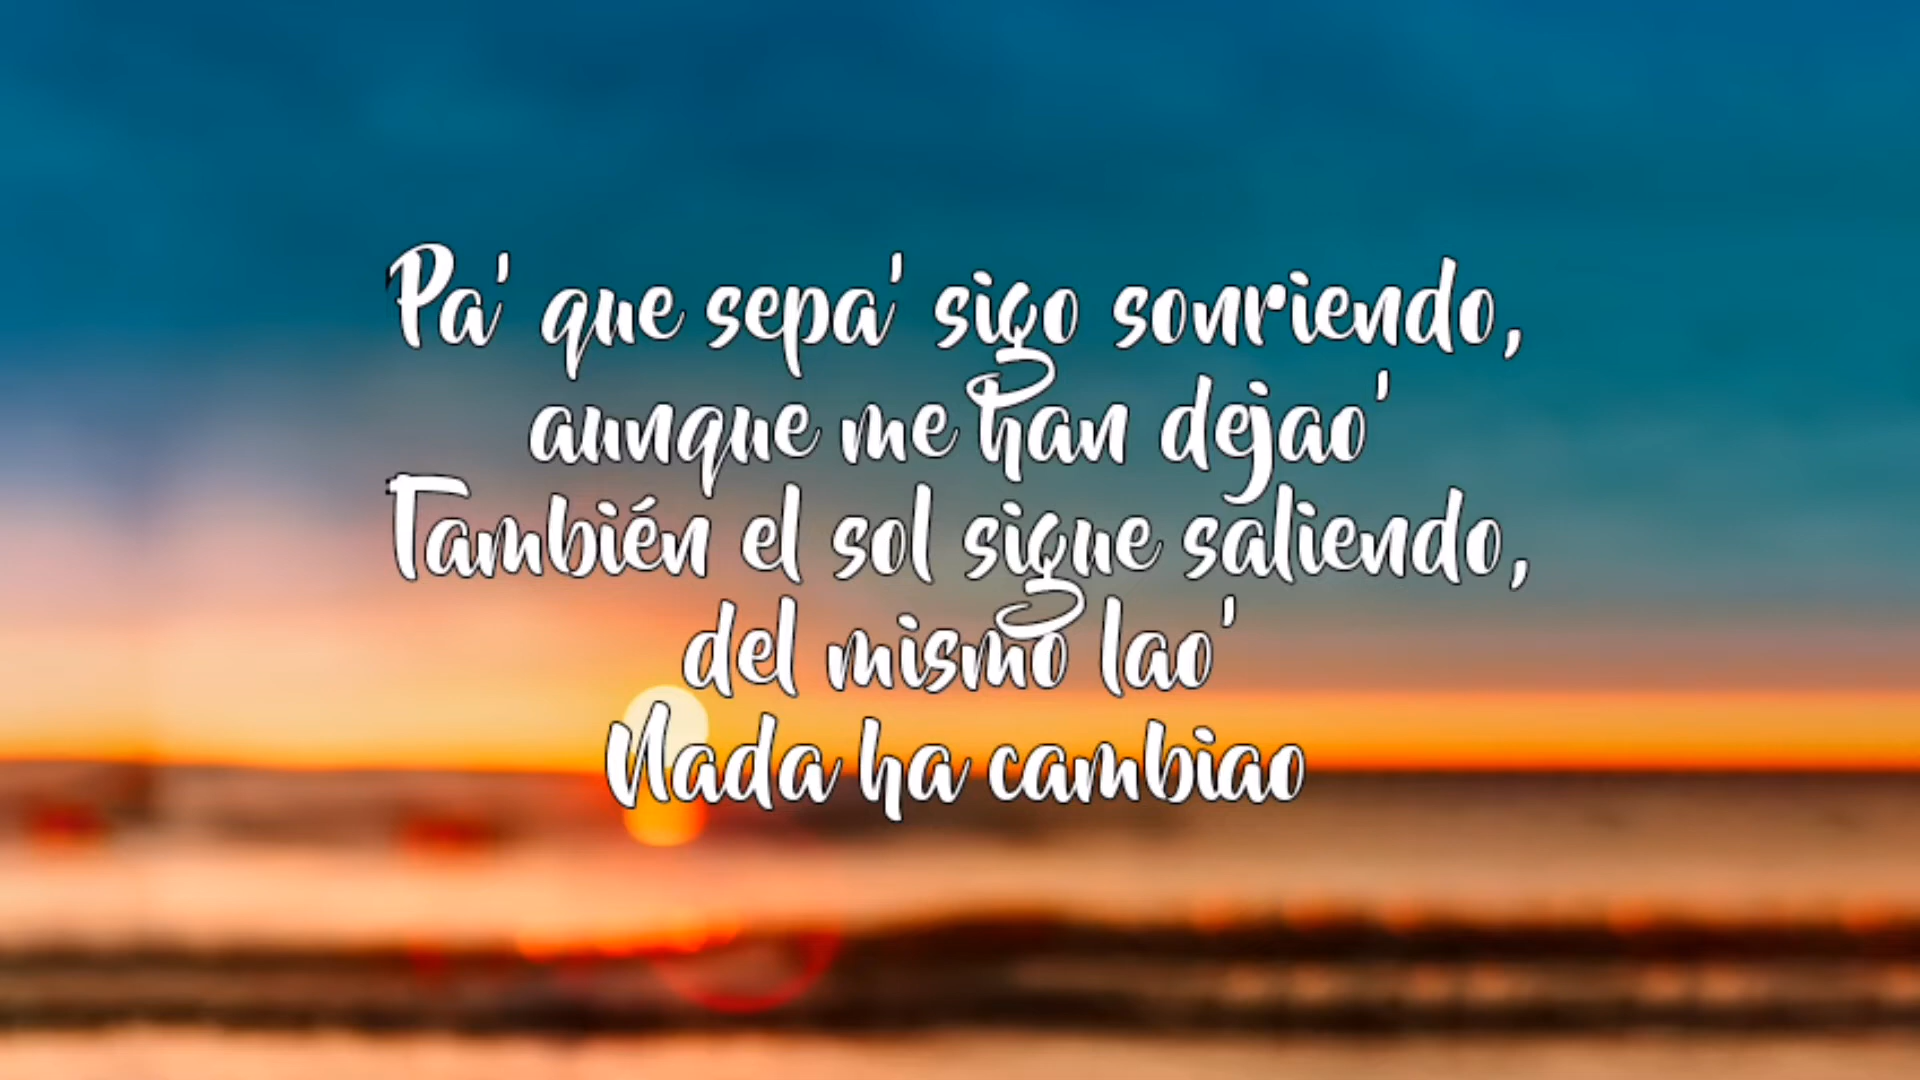 Pa' que sepa' sigo sonriendo,
aunque me han dejao'
También el sol sigue saliendo,
del mismo lao'
Nada ha cambiao